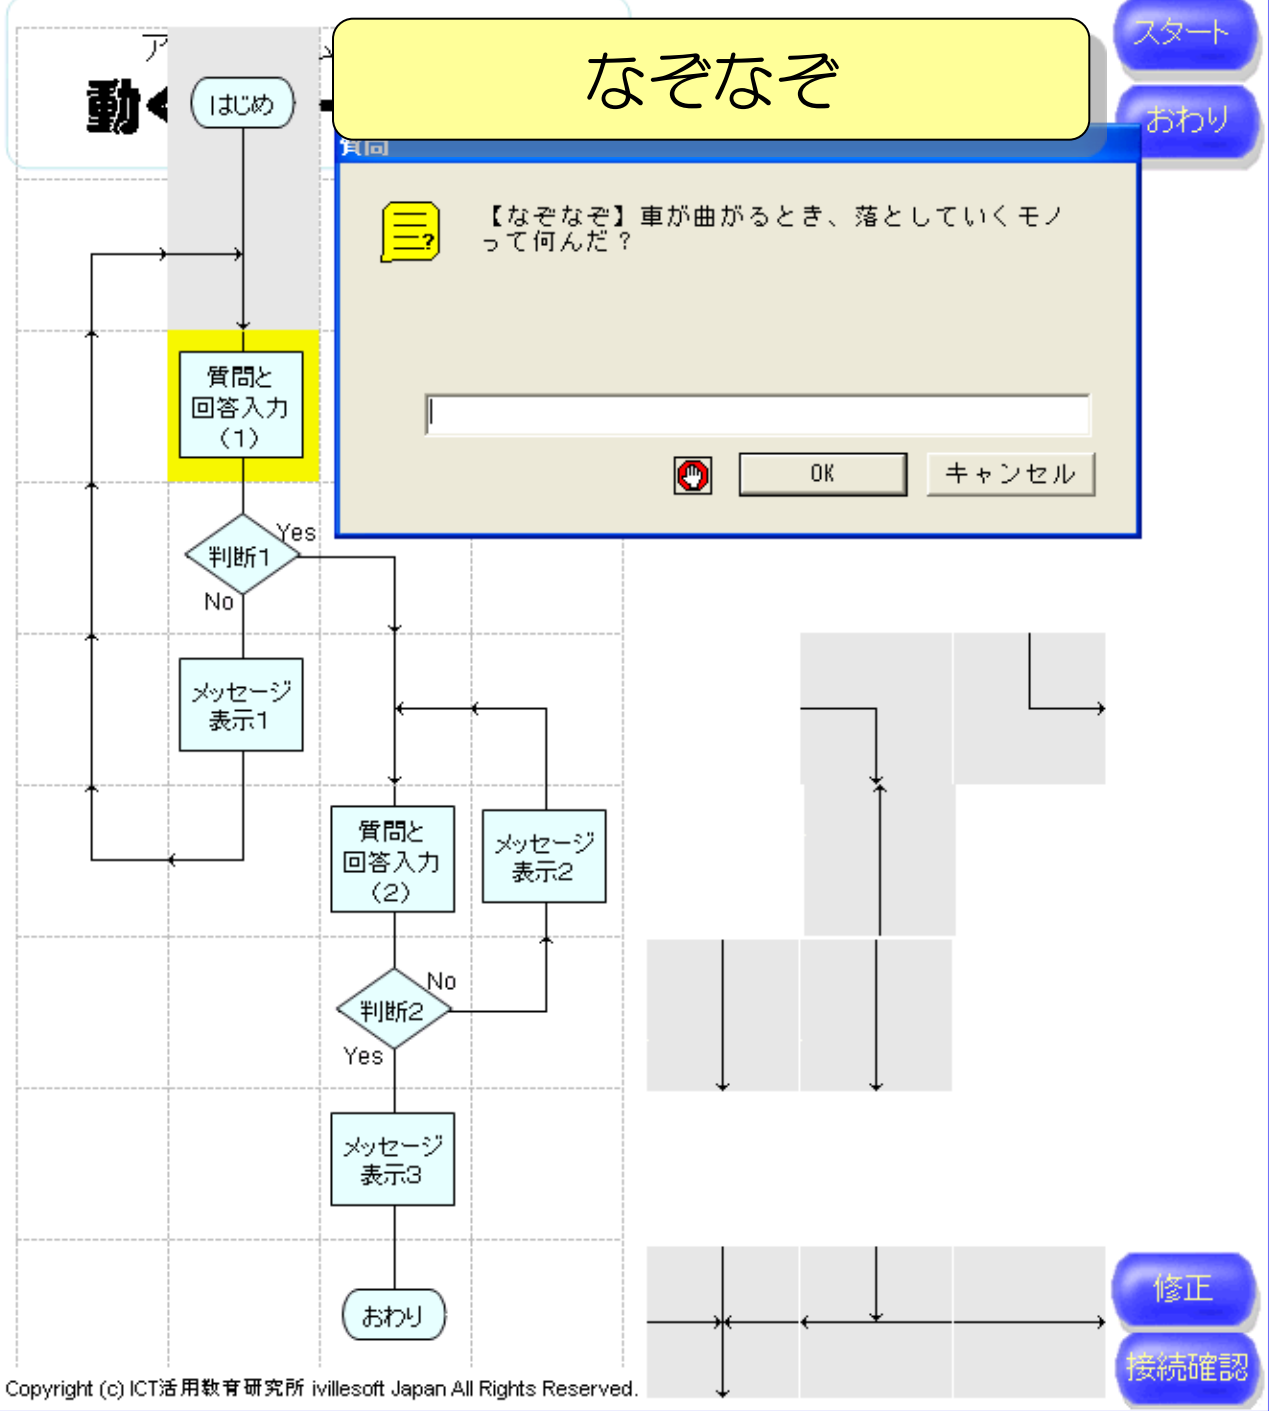 スタート
ア
なぞなぞ
動く
はじめ
おわり
質問
【なぞなぞ】車が曲がるとき、落としていくモノ
って何んだ？
質問と
回答入力
（1）
OK
キャンセル
Yes
判断1
No
メッセージ
表示1
質問と
回答入力
（2）
メッセージ
表示2
No
判断2
Yes
メッセージ
表示3
おわり
修正
接続確認
Copyright (c) ICT活用教育研究所 ivillesoft Japan All Rights Reserved.